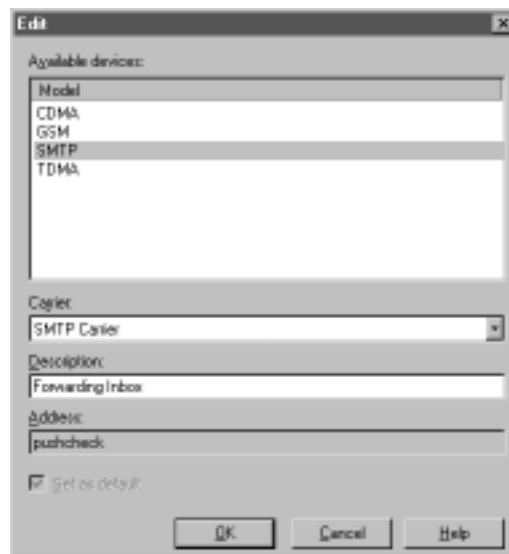 Edit
Available devices:
Model
CDMA
GSM
SMTP
TDMA
Carrier:
SMTP Carrier
Description:
Forwarding Inbox
Address:
pushcheck
Set as default
OK
Cancel
Help